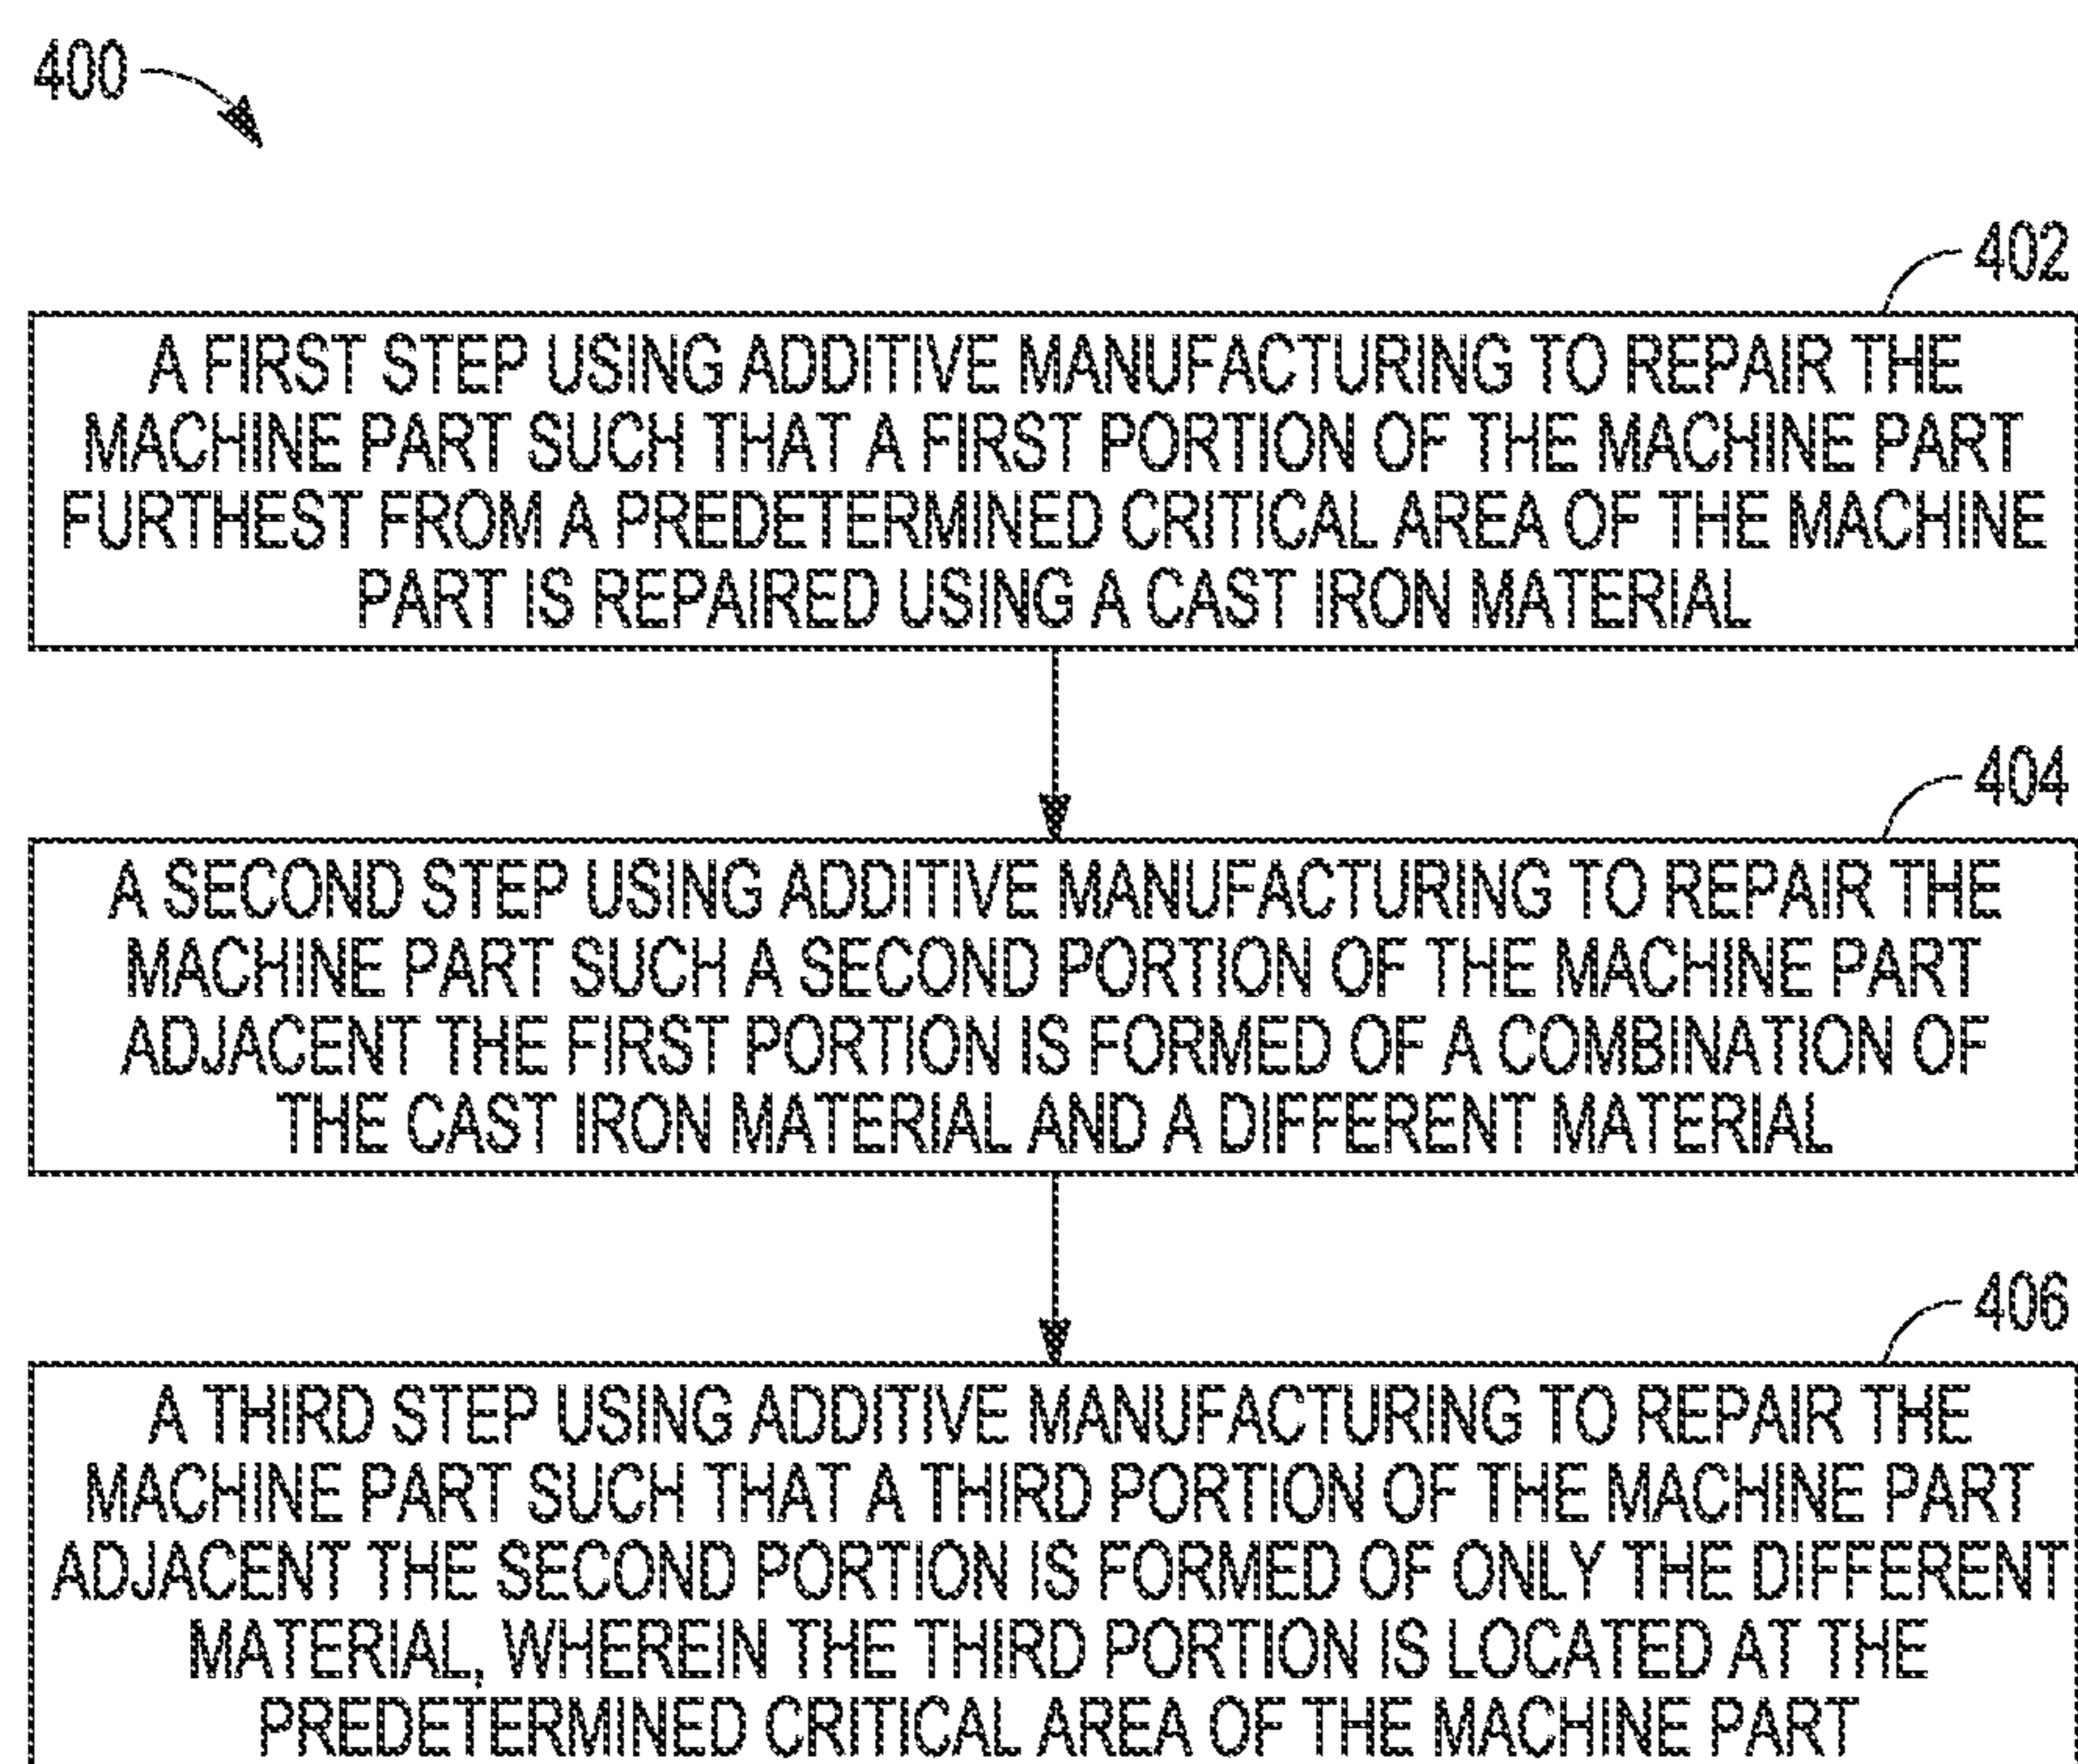 400
402
A FIRST STEP USING ADDITIVE MANUFACTURING TO REPAIR THE
MACHINE PART SUCH THAT A FIRST PORTION OF THE MACHINE PART
FURTHEST FROM A PREDETERMINED CRITICAL AREA OF THE MACHINE
PART IS REPAIRED USING A CAST IRON MATERIAL
404
A SECOND STEP USING ADDITIVE MANUFACTURING TO REPAIR THE
MACHINE PART SUCH A SECOND PORTION OF THE MACHINE PART
ADJACENT THE FIRST PORTION IS FORMED OF A COMBINATION OF
THE CAST IRON MATERIAL AND A DIFFERENT MATERIAL
406
A THIRD STEP USING ADDITIVE MANUFACTURING TO REPAIR THE
MACHINE PART SUCH THAT A THIRD PORTION OF THE MACHINE PART
ADJACENT THE SECOND PORTION IS FORMED OF ONLY THE DIFFERENT
MATERIAL, WHEREIN THE THIRD PORTION IS LOCATED AT THE
PREDETERMINED CRITICAL AREA OF THE MACHINE PART